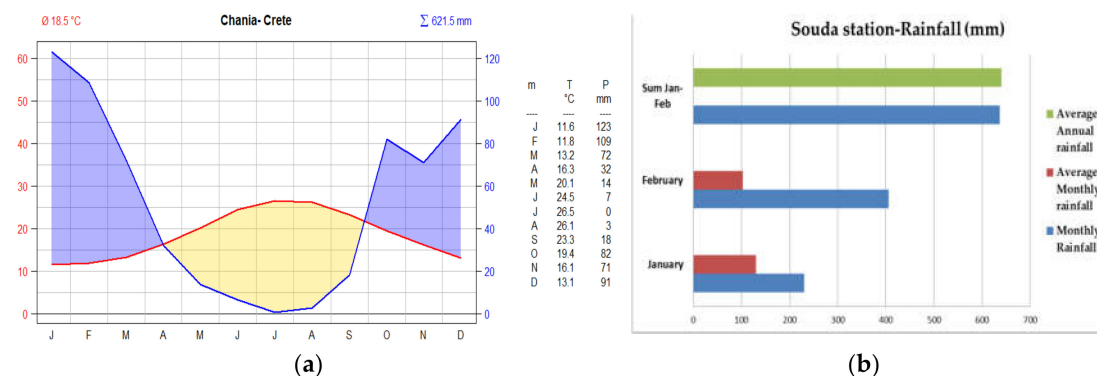 Ø 18.5 °C
Chania- Crete
Σ 621.5 mm
60
50
40
30
20
10
0
120
100
80
60
40
20
0
J F M A M J J A S O N D
m T P
°C mm
---- ---- ----
J 11.6 123
F 11.8 109
M 13.2 72
A 16.3 32
M 20.1 14
J 24.5 7
J 26.5 0
A 26.1 3
S 23.3 18
O 19.4 82
N 16.1 71
D 13.1 91
(a)
Souda station-Rainfall (mm)
Sum Jan-
Feb
February
January
0 100 200 300 400 500 600 700
Average
Annual
rainfall
Average
Monthly
rainfall
Monthly
Rainfall
(b)